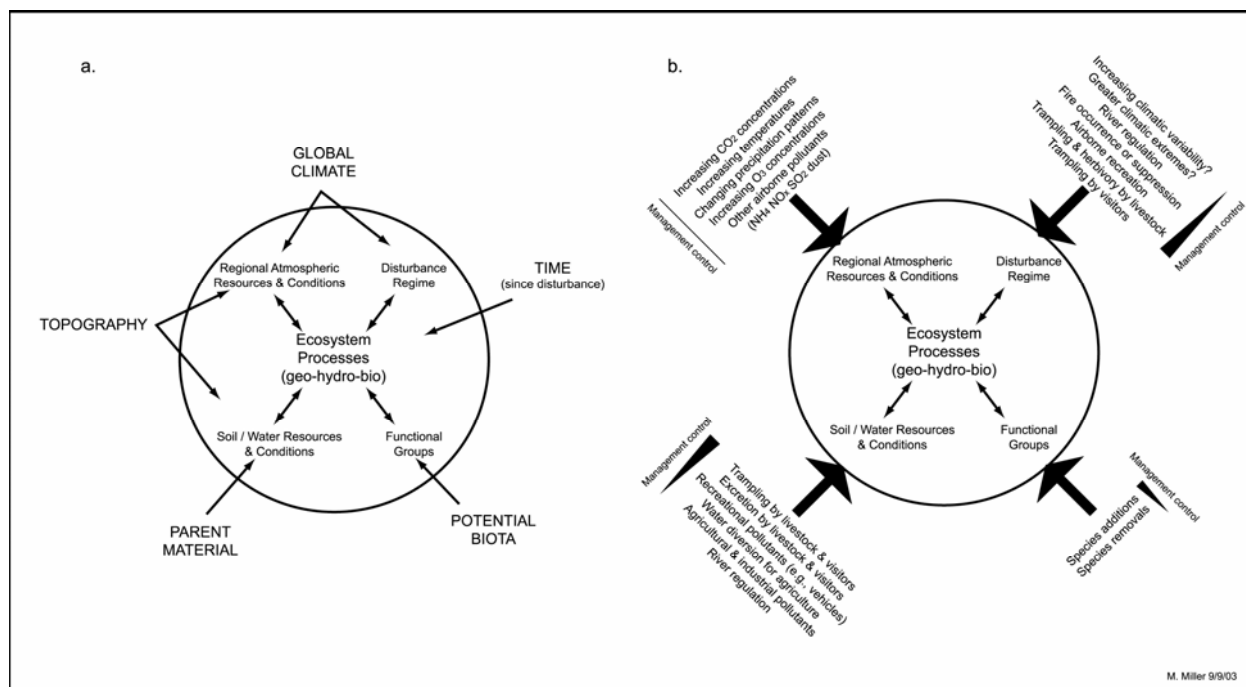 a.
GLOBAL
CLIMATE
Regional Atmospheric
Resources & Conditions
Disturbance
Regime
TIME
(since disturbance)
TOPOGRAPHY
Ecosystem
Processes
(geo-hydro-bio)
Soil / Water Resources
& Conditions
Functional
Groups
PARENT
MATERIAL
POTENTIAL
BIOTA
b.
Increasing CO2 concentrations
Increasing temperatures
Changing precipitation patterns
Increasing O3 concentrations
Other airborne pollutants
(NH4 NOx SO2 dust)
Management control
Increasing climatic variability?
Greater climatic extremes?
River regulation
Fire occurrence or suppression
Airborne recreation
Trampling & herbivory by livestock
Trampling by visitors
Management control
Regional Atmospheric
Resources & Conditions
Disturbance
Regime
Ecosystem
Processes
(geo-hydro-bio)
Soil / Water Resources
& Conditions
Functional
Groups
Management control
Trampling by livestock & visitors
Excretion by livestock & visitors
Recreational pollutants (e.g., vehicles)
Water diversion for agriculture
Agricultural & industrial pollutants
River regulation
Management control
Species additions
Species removals
M. Miller 9/9/03